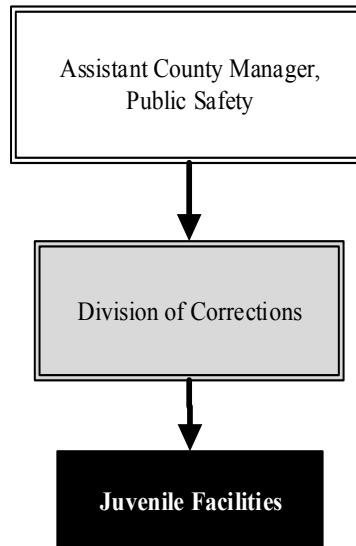 Assistant County Manager,
Public Safety
Division of Corrections
Juvenile Facilities